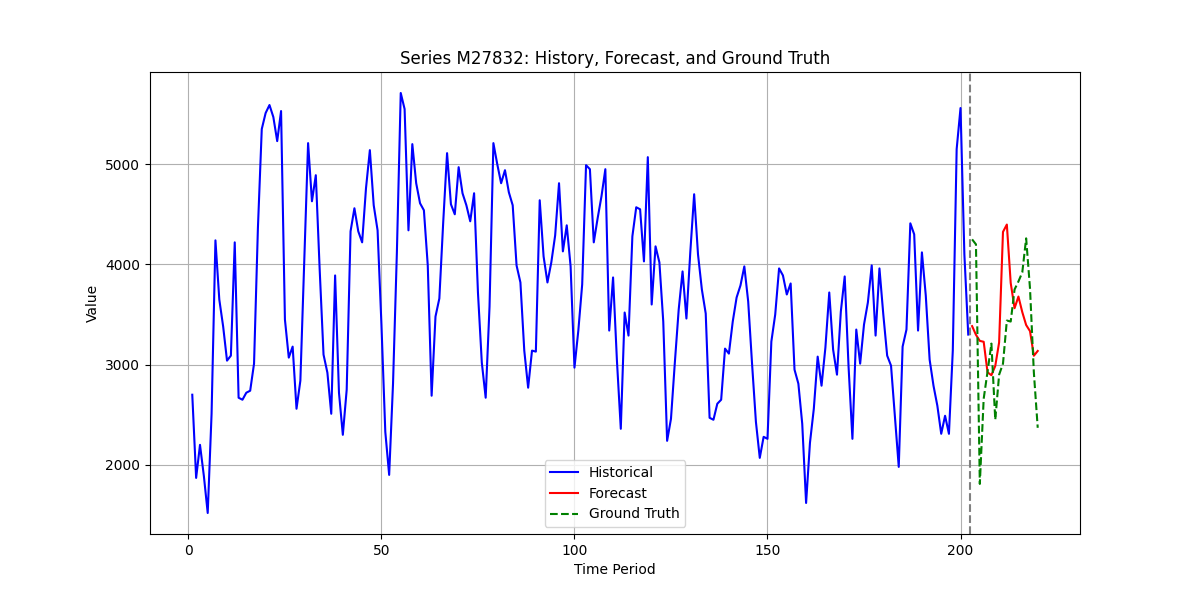 Series M27832: History, Forecast, and Ground Truth
Value
5000
4000
3000
2000
Historical
Forecast
Ground Truth
0
50
100
150
200
Time Period